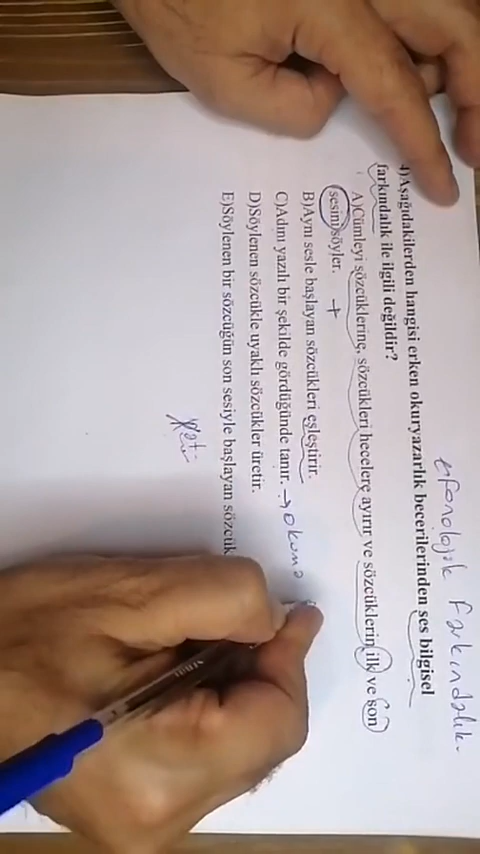 fonolojik farkındalık.
4)Aşağıdakilerden hangisi erken okuryazarlık becerilerinden ses bilgisel
farkındalık ile ilgili değildir?
A)Cümleyi sözcüklerine, sözcükleri hecelere ayırır ve sözcüklerin ilk ve son
sesini söyler.
+
B)Aynı sesle başlayan sözcükleri eşleştirir.
C)Adını yazılı bir şekilde gördüğünde tanır. → okuma
D)Söylenen sözcükle uyaklı sözcükler üretir.
E)Söylenen bir sözcüğün son sesiyle başlayan sözcük